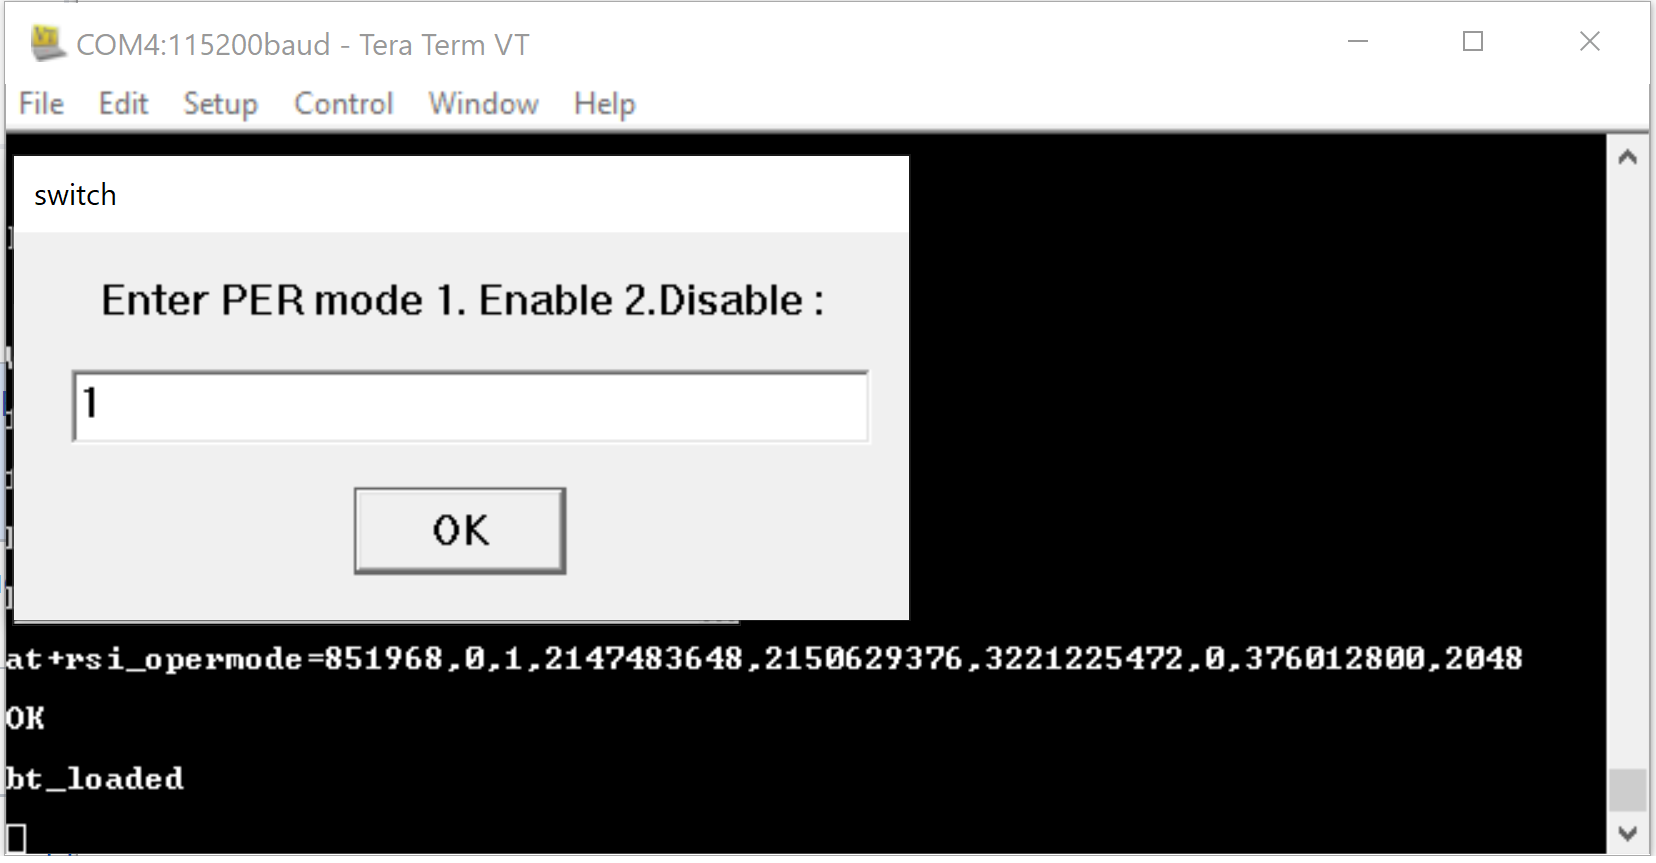 COM4:115200baud - Tera Term VT
File Edit Setup Control Window Help
switch
Enter PER mode 1. Enable 2.Disable :
1
OK
at+rsi_opermode=851968,0,1,2147483648,2150629376,3221225472,0,376012800,2048
OK
bt_loaded